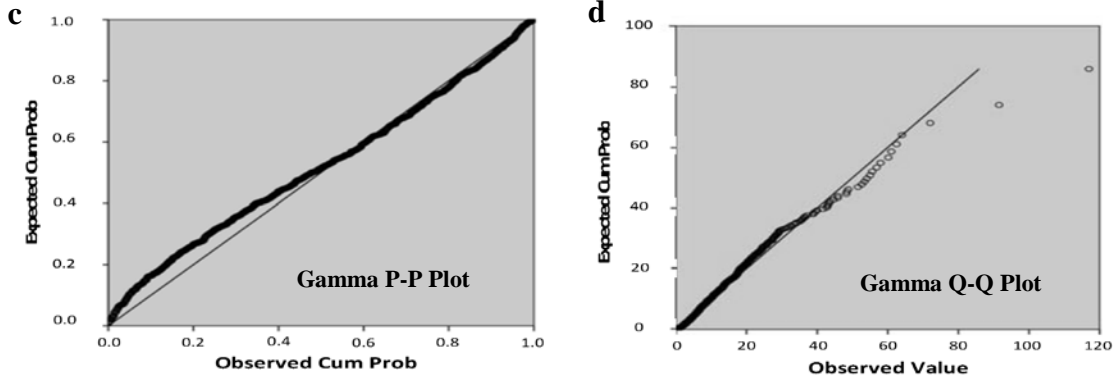 c
1.0
0.8
0.6
0.4
0.2
0.0
Expected Cum Prob
Gamma P-P Plot
0.0 0.2 0.4 0.6 0.8 1.0
Observed Cum Prob
d
100
80
60
40
20
0
Expected Cum Prob
Gamma Q-Q Plot
0 20 40 60 80 100 120
Observed Value